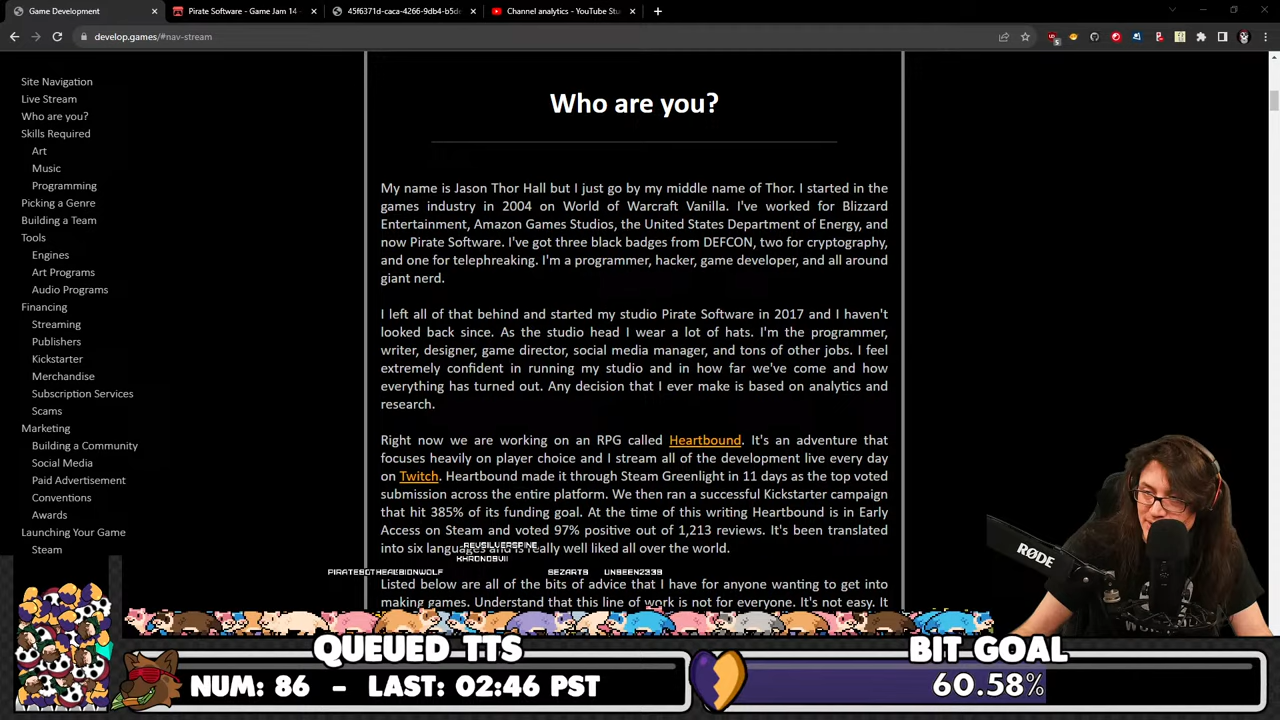 Game Development
Pirate Software - Game Jam 14 -
45f6371d-caca-4266-9db4-b5d
Channel analytics - YouTube Stu
develop.games/#nav-stream
5
Site Navigation
Live Stream
Who are you?
Skills Required
Art
Music
Programming
Picking a Genre
Building a Team
Tools
Engines
Art Programs
Audio Programs
Financing
Streaming
Publishers
Kickstarter
Merchandise
Subscription Services
Scams
Marketing
Building a Community
Social Media
Paid Advertisement
Conventions
Awards
Launching Your Game
Steam
Who are you?
My name is Jason Thor Hall but I just go by my middle name of Thor. I started in the
games industry in 2004 on World of Warcraft Vanilla. I've worked for Blizzard
Entertainment, Amazon Games Studios, the United States Department of Energy, and
now Pirate Software. I've got three black badges from DEFCON, two for cryptography,
and one for telephreaking. I'm a programmer, hacker, game developer, and all around
giant nerd.
I left all of that behind and started my studio Pirate Software in 2017 and I haven't
looked back since. As the studio head I wear a lot of hats. I'm the programmer,
writer, designer, game director, social media manager, and tons of other jobs. I feel
extremely confident in running my studio and in how far we've come and how
everything has turned out. Any decision that I ever make is based on analytics and
research.
Right now we are working on an RPG called Heartbound. It's an adventure that
focuses heavily on player choice and I stream all of the development live every day
on Twitch. Heartbound made it through Steam Greenlight in 11 days as the top voted
submission across the entire platform. We then ran a successful Kickstarter campaign
that hit 385% of its funding goal. At the time of this writing Heartbound is in Early
Access on Steam and voted 97% positive out of 1,213 reviews. It's been translated
into six languages and is really well liked all over the world.
Listed below are all of the bits of advice that I have for anyone wanting to get into
making games. Understand that this line of work is not for everyone. It's not easy. It
REVSILVERSPINE
KHRONOBVII
SEZARTS
UNSEEN2339
RØDE
QUEUED TTS
NUM: 86 - LAST: 02:46 PST
BIT GOAL
60.58%